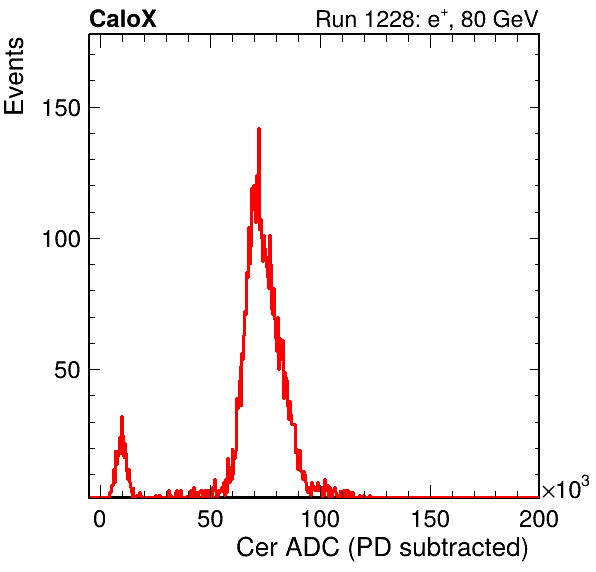 CaloX Run 1228: e⁺, 80 GeV
Events
150
100
50
0 50 100 150 200 ×10³
Cer ADC (PD subtracted)